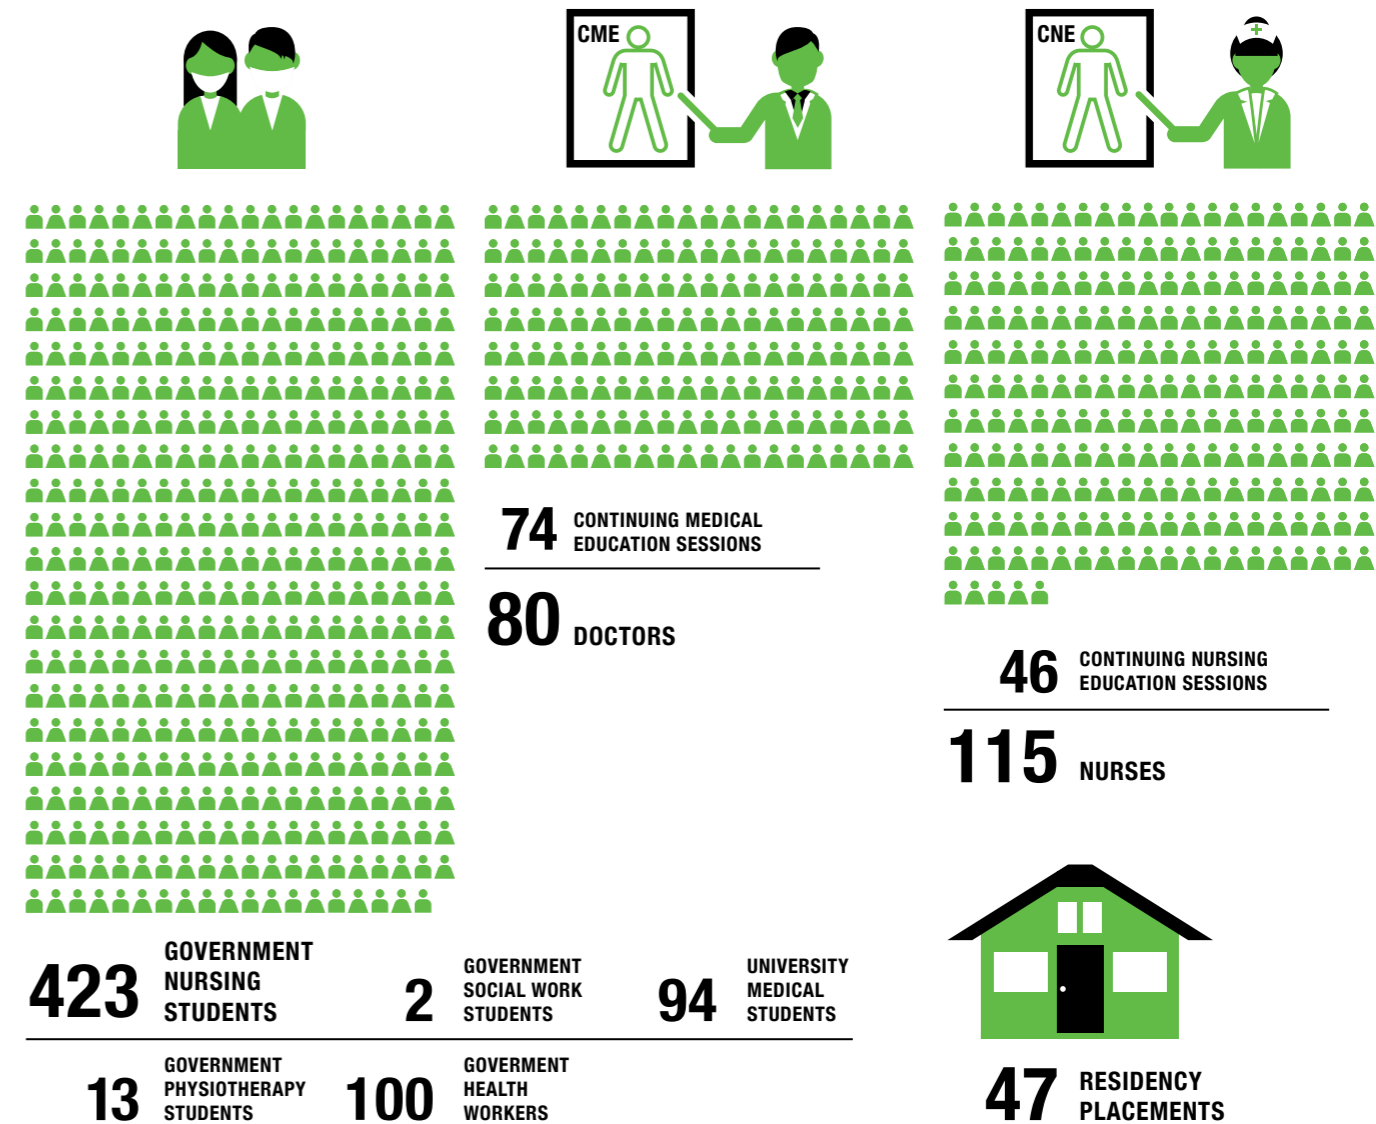 CME
CNE
74 CONTINUING MEDICAL
EDUCATION SESSIONS
80 DOCTORS
46 CONTINUING NURSING
EDUCATION SESSIONS
115 NURSES
423 GOVERNMENT
NURSING
STUDENTS
2 GOVERNMENT
SOCIAL WORK
STUDENTS
94 UNIVERSITY
MEDICAL
STUDENTS
13 GOVERNMENT
PHYSIOTHERAPY
STUDENTS
100 GOVERMENT
HEALTH
WORKERS
47 RESIDENCY
PLACEMENTS